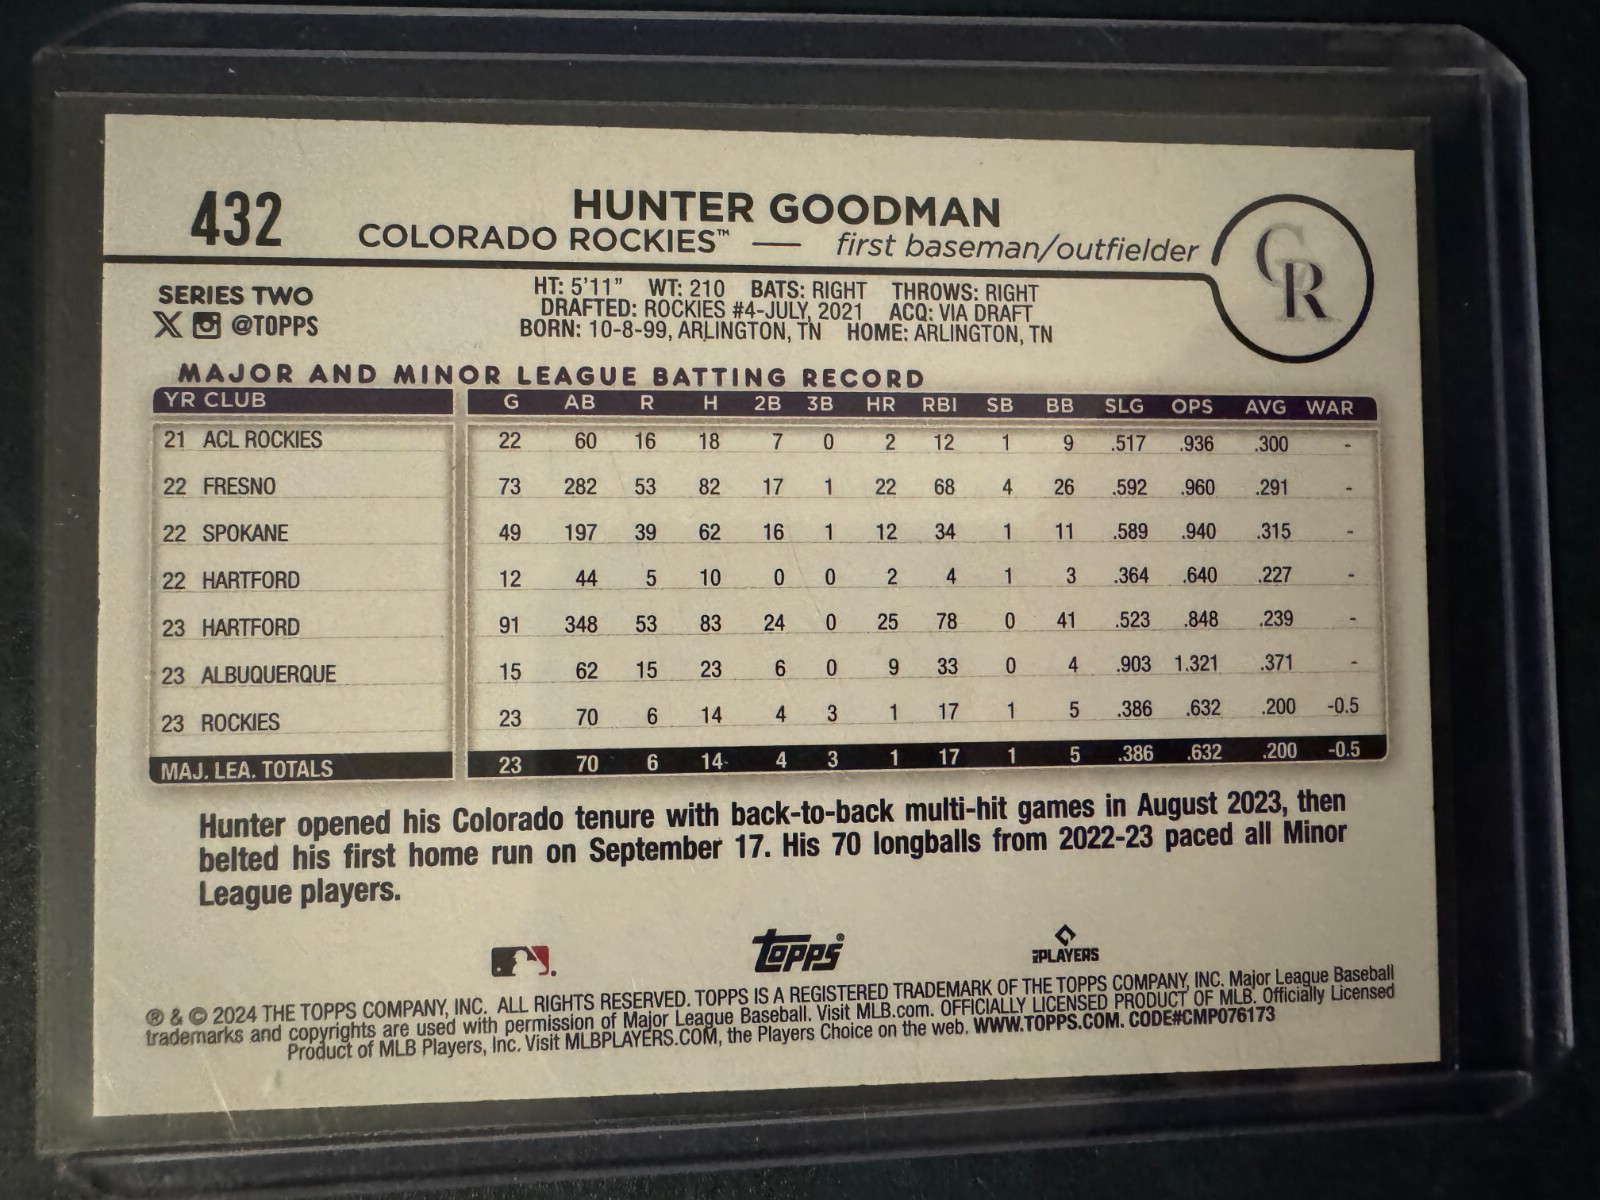 432
HUNTER GOODMAN
COLORADO ROCKIES™ — first baseman/outfielder
CR
SERIES TWO
@TOPPS
HT: 5'11" WT: 210 BATS: RIGHT THROWS: RIGHT
DRAFTED: ROCKIES #4-JULY, 2021 ACQ: VIA DRAFT
BORN: 10-8-99, ARLINGTON, TN HOME: ARLINGTON, TN
MAJOR AND MINOR LEAGUE BATTING RECORD
YR CLUB G AB R H 2B 3B HR RBI SB BB SLG OPS AVG WAR
21 ACL ROCKIES 22 60 16 18 7 0 2 12 1 9 .517 .936 .300 -
22 FRESNO 73 282 53 82 17 1 22 68 4 26 .592 .960 .291 -
22 SPOKANE 49 197 39 62 16 1 12 34 1 11 .589 .940 .315 -
22 HARTFORD 12 44 5 10 0 0 2 4 1 3 .364 .640 .227 -
23 HARTFORD 91 348 53 83 24 0 25 78 0 41 .523 .848 .239 -
23 ALBUQUERQUE 15 62 15 23 6 0 9 33 0 4 .903 1.321 .371 -
23 ROCKIES 23 70 6 14 4 3 1 17 1 5 .386 .632 .200 -0.5
MAJ. LEA. TOTALS 23 70 6 14 4 3 1 17 1 5 .386 .632 .200 -0.5
Hunter opened his Colorado tenure with back-to-back multi-hit games in August 2023, then
belted his first home run on September 17. His 70 longballs from 2022-23 paced all Minor
League players.
topps®
PLAYERS
® & © 2024 THE TOPPS COMPANY, INC. ALL RIGHTS RESERVED. TOPPS IS A REGISTERED TRADEMARK OF THE TOPPS COMPANY, INC. Major League Baseball
trademarks and copyrights are used with permission of Major League Baseball. Visit MLB.com. OFFICIALLY LICENSED PRODUCT OF MLB. Officially Licensed
Product of MLB Players, Inc. Visit MLBPLAYERS.COM, the Players Choice on the web. WWW.TOPPS.COM. CODE#CMP076173